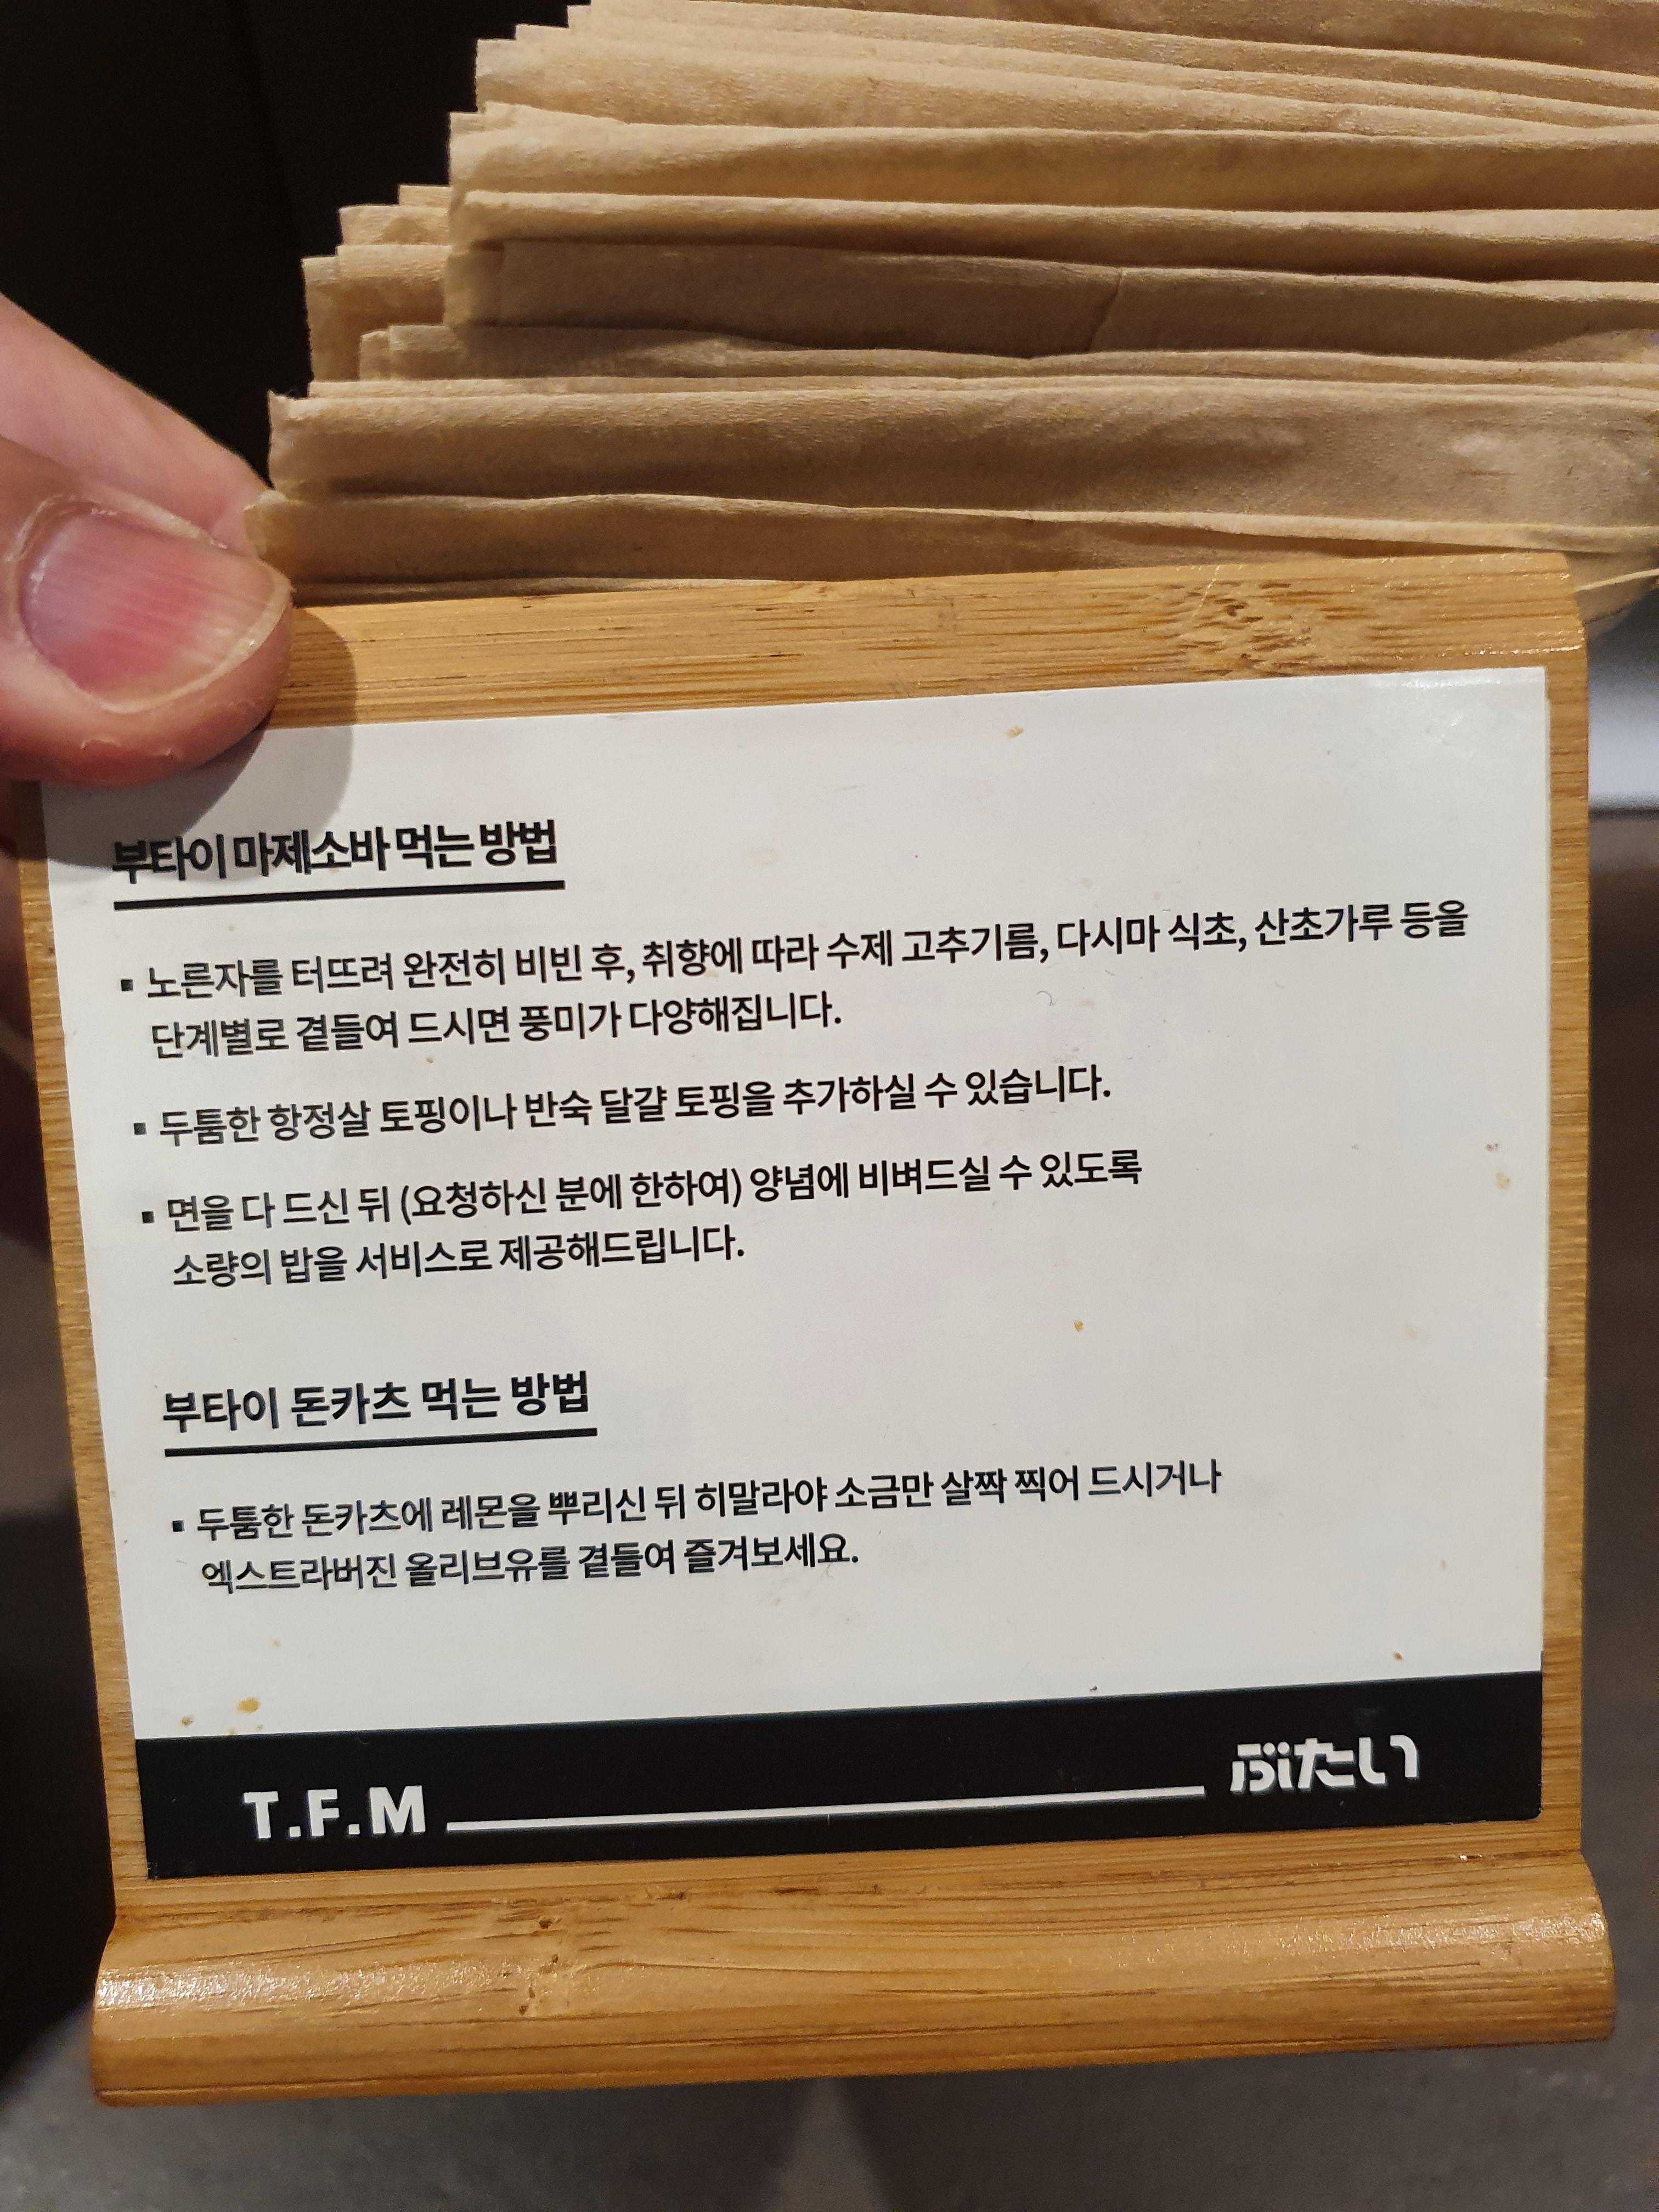 부타이 마제소바 먹는 방법
▪ 노른자를 터뜨려 완전히 비빈 후, 취향에 따라 수제 고추기름, 다시마 식초, 산초가루 등을
단계별로 곁들여 드시면 풍미가 다양해집니다.
▪ 두툼한 항정살 토핑이나 반숙 달걀 토핑을 추가하실 수 있습니다.
▪ 면을 다 드신 뒤 (요청하신 분에 한하여) 양념에 비벼드실 수 있도록
소량의 밥을 서비스로 제공해드립니다.
부타이 돈카츠 먹는 방법
▪ 두툼한 돈카츠에 레몬을 뿌리신 뒤 히말라야 소금만 살짝 찍어 드시거나
엑스트라버진 올리브유를 곁들여 즐겨보세요.
T.F.M ぶたい